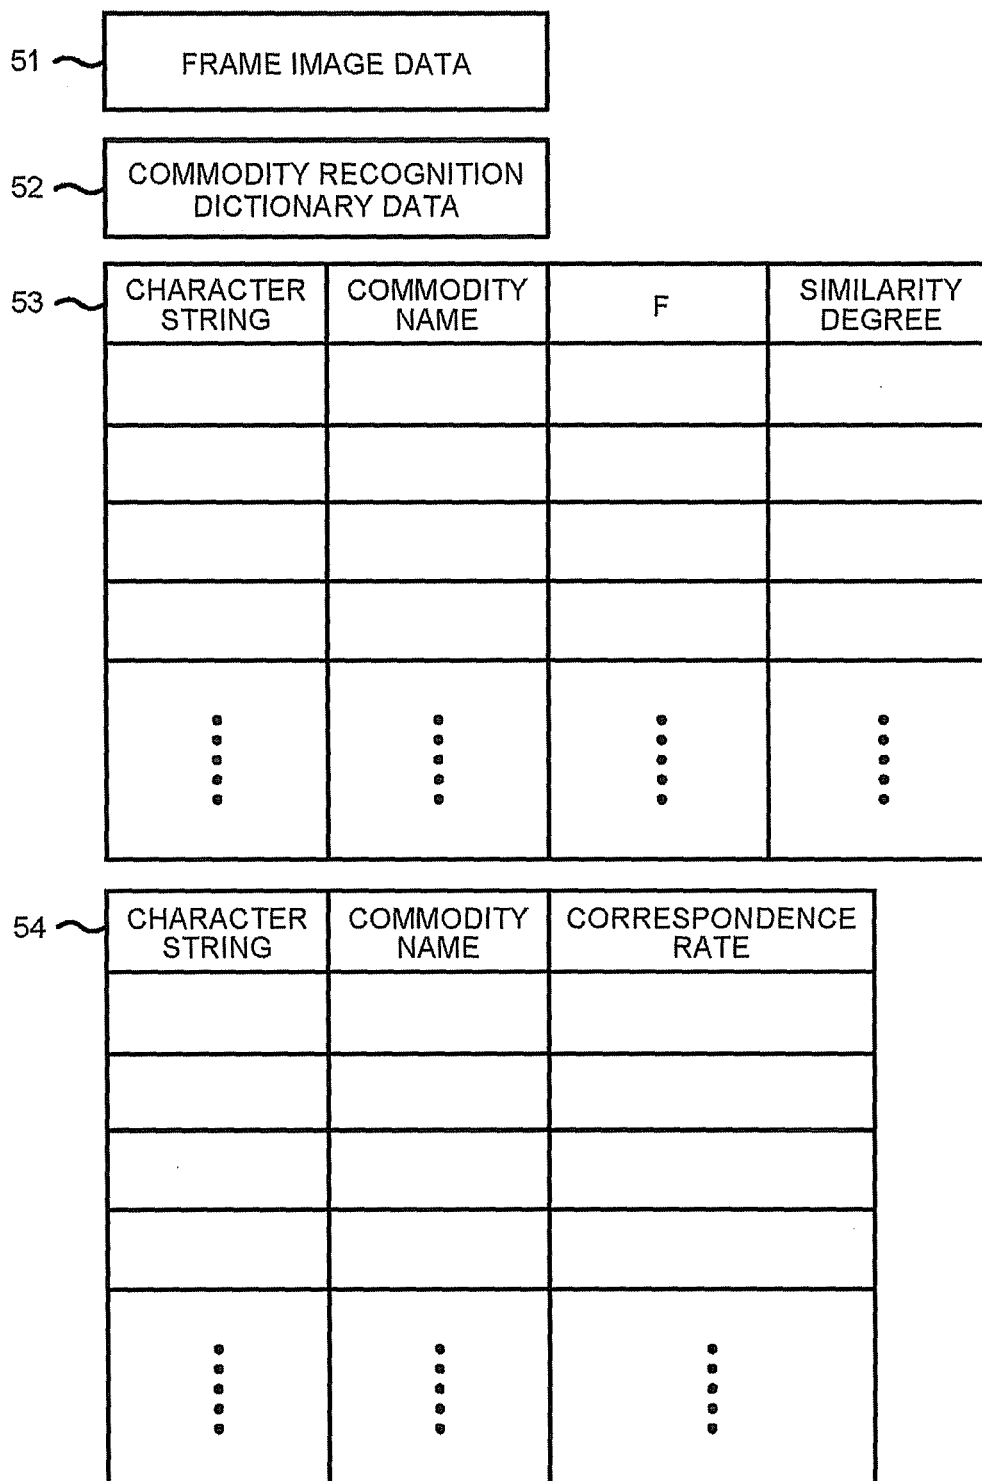 51
FRAME IMAGE DATA
52
COMMODITY RECOGNITION
DICTIONARY DATA
53
CHARACTER
STRING
COMMODITY
NAME
F
SIMILARITY
DEGREE
54
CHARACTER
STRING
COMMODITY
NAME
CORRESPONDENCE
RATE